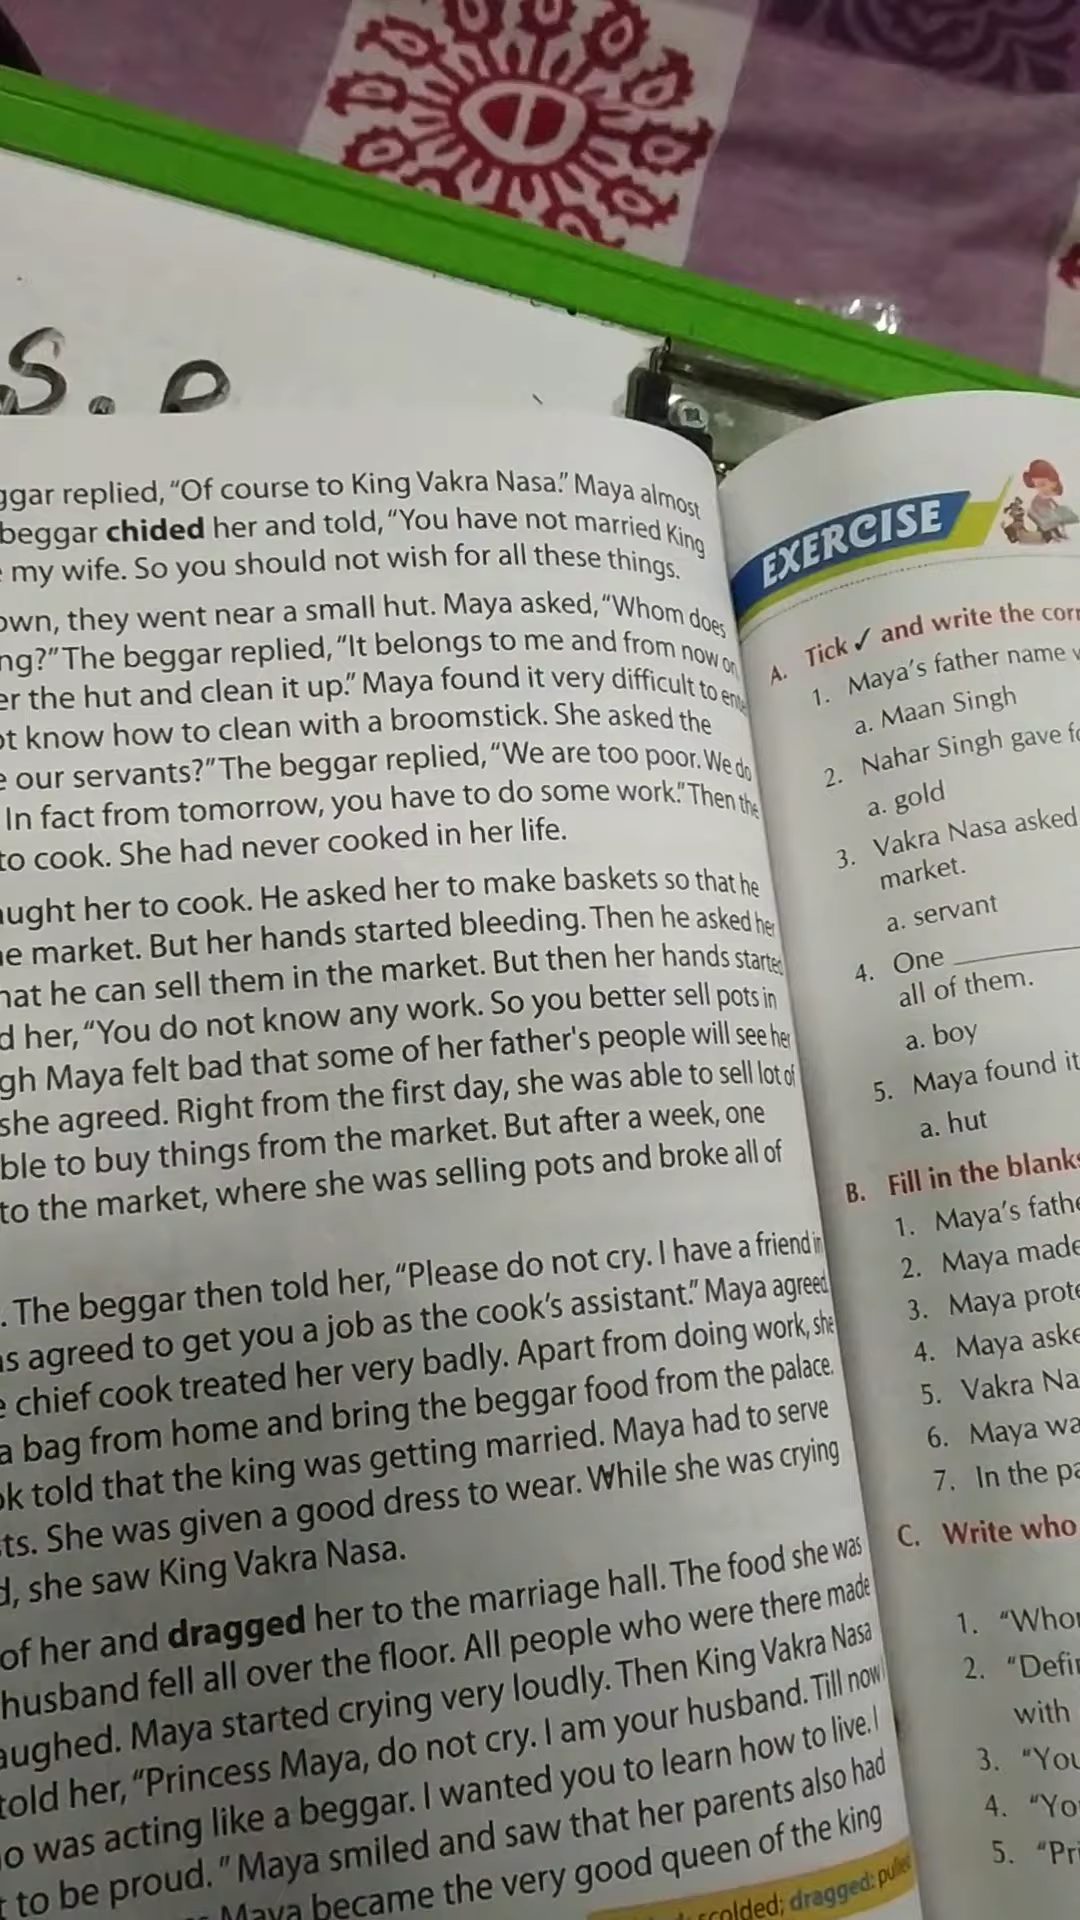 S. P
ggar replied, “Of course to King Vakra Nasa.” Maya almost
beggar chided her and told, “You have not married King
my wife. So you should not wish for all these things.
own, they went near a small hut. Maya asked, “Whom does
ng?” The beggar replied, “It belongs to me and from now on
er the hut and clean it up.” Maya found it very difficult to ente
ot know how to clean with a broomstick. She asked the
e our servants?” The beggar replied, “We are too poor. We do
In fact from tomorrow, you have to do some work.” Then the
to cook. She had never cooked in her life.
aught her to cook. He asked her to make baskets so that he
he market. But her hands started bleeding. Then he asked her
hat he can sell them in the market. But then her hands started
d her, “You do not know any work. So you better sell pots in
gh Maya felt bad that some of her father's people will see her
she agreed. Right from the first day, she was able to sell lot of
ble to buy things from the market. But after a week, one
to the market, where she was selling pots and broke all of
. The beggar then told her, “Please do not cry. I have a friend in
as agreed to get you a job as the cook’s assistant.” Maya agreed
e chief cook treated her very badly. Apart from doing work, she
a bag from home and bring the beggar food from the palace.
ok told that the king was getting married. Maya had to serve
ts. She was given a good dress to wear. While she was crying
d, she saw King Vakra Nasa.
of her and dragged her to the marriage hall. The food she was
husband fell all over the floor. All people who were there made
aughed. Maya started crying very loudly. Then King Vakra Nasa
told her, “Princess Maya, do not cry. I am your husband. Till now I
o was acting like a beggar. I wanted you to learn how to live. I
t to be proud. ” Maya smiled and saw that her parents also had
Maya became the very good queen of the king
scolded; dragged: pulled
EXERCISE
A. Tick ✓ and write the corr
1. Maya’s father name w
a. Maan Singh
2. Nahar Singh gave fo
a. gold
3. Vakra Nasa asked
market.
a. servant
4. One ________
all of them.
a. boy
5. Maya found it
a. hut
B. Fill in the blanks
1. Maya’s fathe
2. Maya made
3. Maya prote
4. Maya aske
5. Vakra Na
6. Maya wa
7. In the pa
C. Write who
1. “Whor
2. “Defin
with
3. “You
4. “Yo
5. “Pri